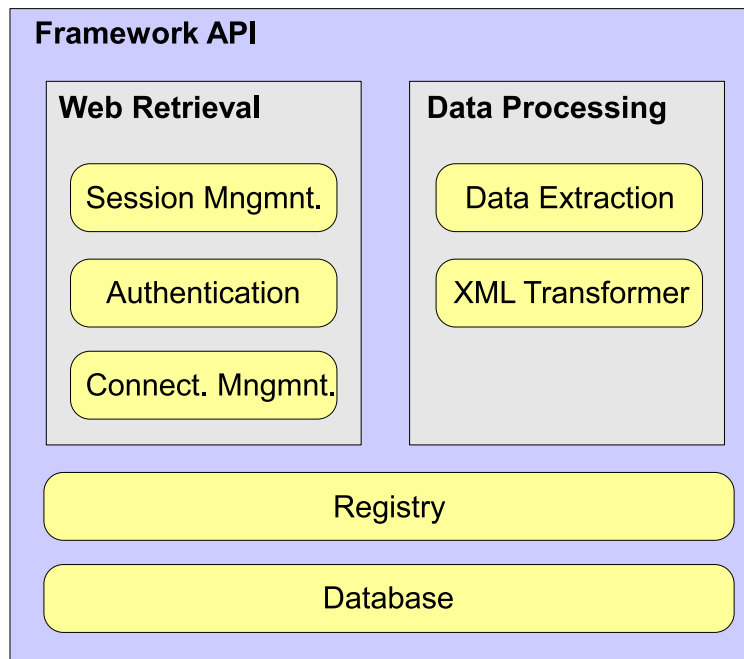 Framework API
Web Retrieval
Session Mngmnt.
Authentication
Connect. Mngmnt.
Data Processing
Data Extraction
XML Transformer
Registry
Database